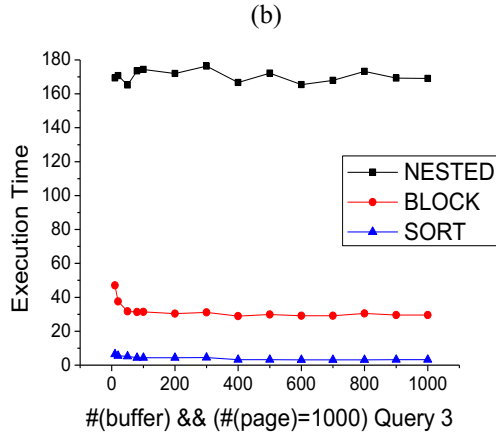 (b)
180
160
140
120
100
80
60
40
20
0
Execution Time
NESTED
BLOCK
SORT
0 200 400 600 800 1000
#(buffer) && (#(page)=1000) Query 3